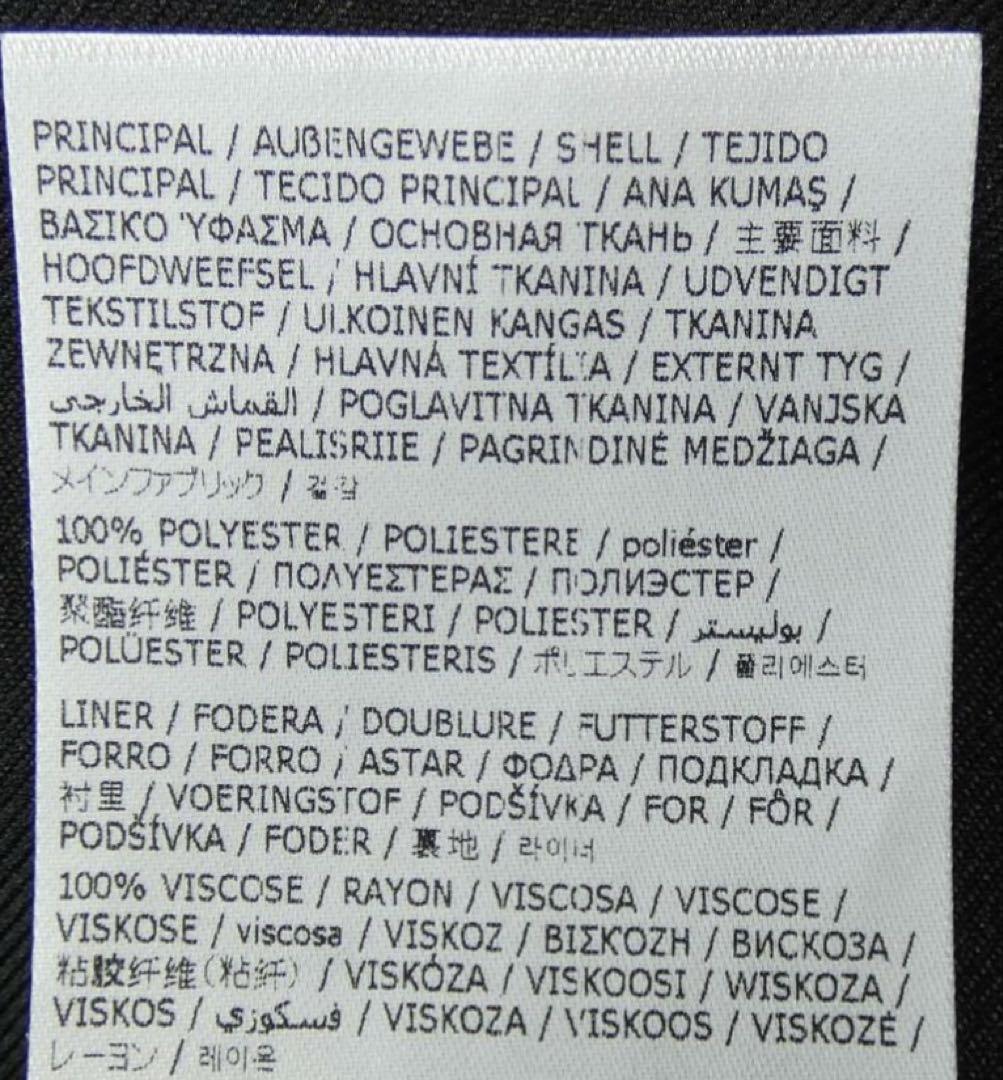 PRINCIPAL / AUßENGEWEBE / SHELL / TEJIDO
PRINCIPAL / TECIDO PRINCIPAL / ANA KUMAŞ /
ΒΑΣΙΚΟ ΎΦΑΣΜΑ / ОСНОВНАЯ ТКАНЬ / 主要面料 /
HOOFDWEEFSEL / HLAVNÍ TKANINA / UDVENDIGT
TEKSTILSTOF / ULKOINEN KANGAS / TKANINA
ZEWNĘTRZNA / HLAVNÁ TEXTÍLIA / EXTERNT TYG /
القماش الخارجي / POGLAVITNA TKANINA / VANJSKA
TKANINA / PEALISRIIE / PAGRINDINĖ MEDŽIAGA /
メインファブリック / 겉감
100% POLYESTER / POLIESTERE / poliéster /
POLIÉSTER / ΠΟΛΥΕΣΤΕΡΑΣ / ПОЛИЭСТЕР /
聚酯纤维 / POLYESTERI / POLIESTER / بوليستر /
POLÜESTER / POLIESTERIS / ポリエステル / 폴리에스터
LINER / FODERA / DOUBLURE / FUTTERSTOFF /
FORRO / FORRO / ASTAR / ΦΟΔΡΑ / ПОДКЛАДКА /
衬里 / VOERINGSTOF / PODŠÍVKA / FOR / FÔR /
PODŠÍVKA / FODER / 裏地 / 라이너
100% VISCOSE / RAYON / VISCOSA / VISCOSE /
VISKOSE / viscosa / VISKOZ / ΒΙΣΚΟΖΗ / ВИСКОЗА /
粘胶纤维(粘纤) / VISKÓZA / VISKOOSI / WISKOZA /
VISKOS / فسكوزي / VISKOZA / VISKOOS / VISKOZĖ /
レーヨン / 레이온